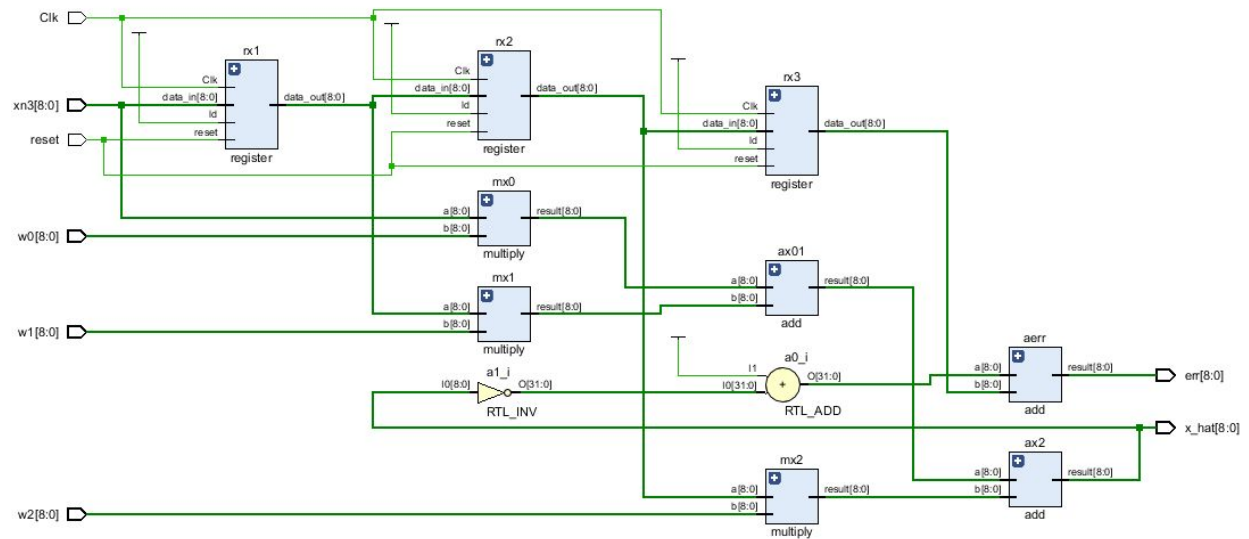 Clk
xn3[8:0]
reset
w0[8:0]
w1[8:0]
w2[8:0]
rx1
Clk
data_in[8:0]
ld
reset
data_out[8:0]
register
rx2
Clk
data_in[8:0]
ld
reset
data_out[8:0]
register
rx3
Clk
data_in[8:0]
ld
reset
data_out[8:0]
register
mx0
a[8:0]
b[8:0]
result[8:0]
multiply
mx1
a[8:0]
b[8:0]
result[8:0]
multiply
ax01
a[8:0]
b[8:0]
result[8:0]
add
a1_i
I0[8:0]
O[31:0]
RTL_INV
a0_i
I1
I0[31:0]
O[31:0]
+
RTL_ADD
aerr
a[8:0]
b[8:0]
result[8:0]
add
err[8:0]
x_hat[8:0]
mx2
a[8:0]
b[8:0]
result[8:0]
multiply
ax2
a[8:0]
b[8:0]
result[8:0]
add